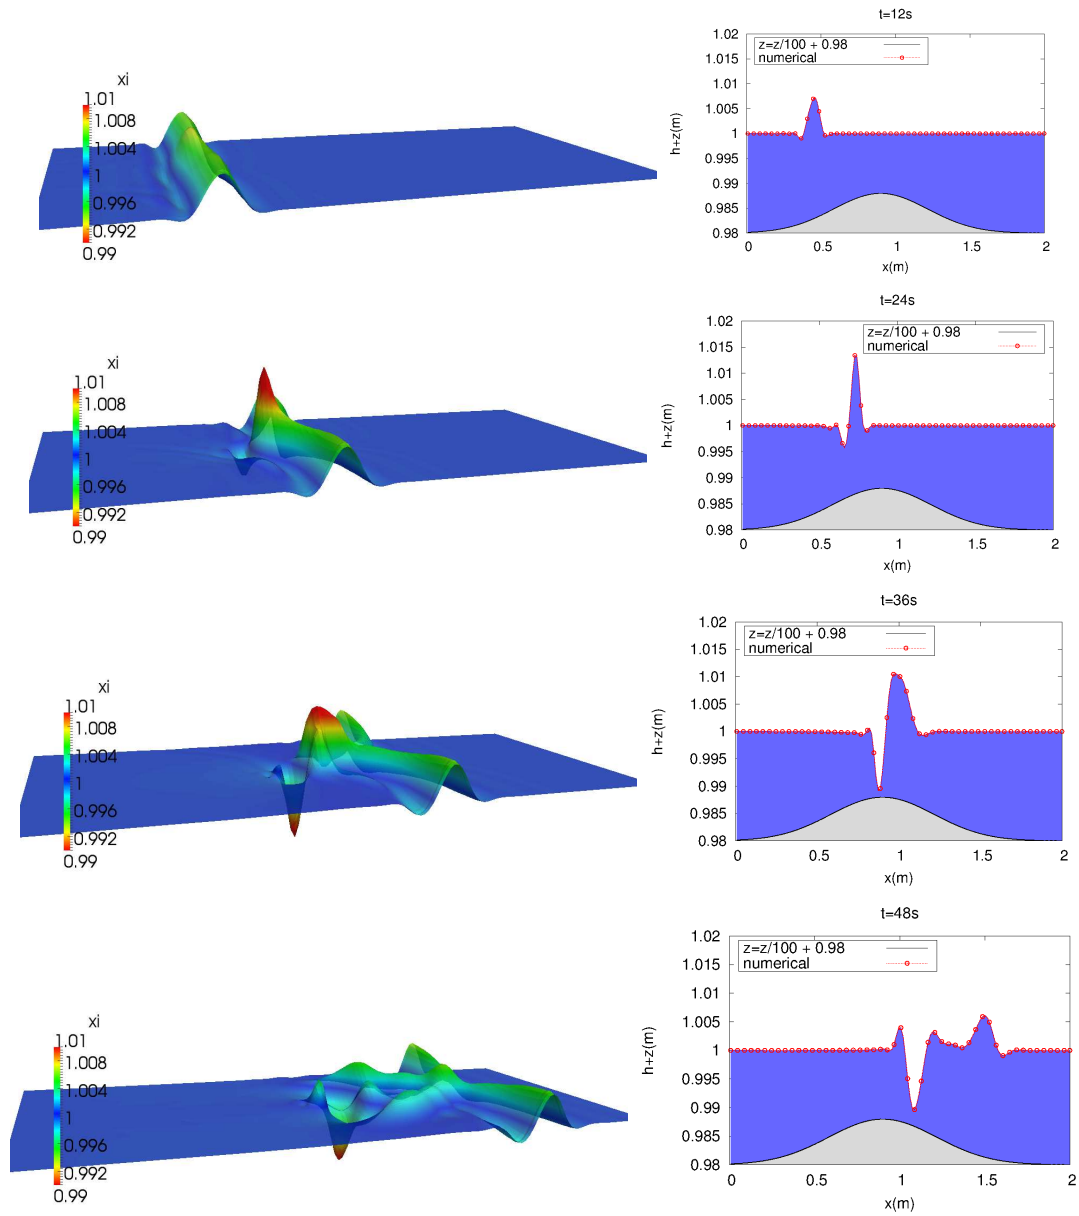 xi
1.01
1.008
1.004
1
0.996
0.992
0.99
t=12s
1.02
1.015
1.01
1.005
1
0.995
0.99
0.985
0.98
h+z(m)
z=z/100 + 0.98
numerical
0 0.5 1 1.5 2
x(m)
xi
1.01
1.008
1.004
1
0.996
0.992
0.99
t=24s
1.02
1.015
1.01
1.005
1
0.995
0.99
0.985
0.98
h+z(m)
z=z/100 + 0.98
numerical
0 0.5 1 1.5 2
x(m)
xi
1.01
1.008
1.004
1
0.996
0.992
0.99
t=36s
1.02
1.015
1.01
1.005
1
0.995
0.99
0.985
0.98
h+z(m)
z=z/100 + 0.98
numerical
0 0.5 1 1.5 2
x(m)
xi
1.01
1.008
1.004
1
0.996
0.992
0.99
t=48s
1.02
1.015
1.01
1.005
1
0.995
0.99
0.985
0.98
h+z(m)
z=z/100 + 0.98
numerical
0 0.5 1 1.5 2
x(m)